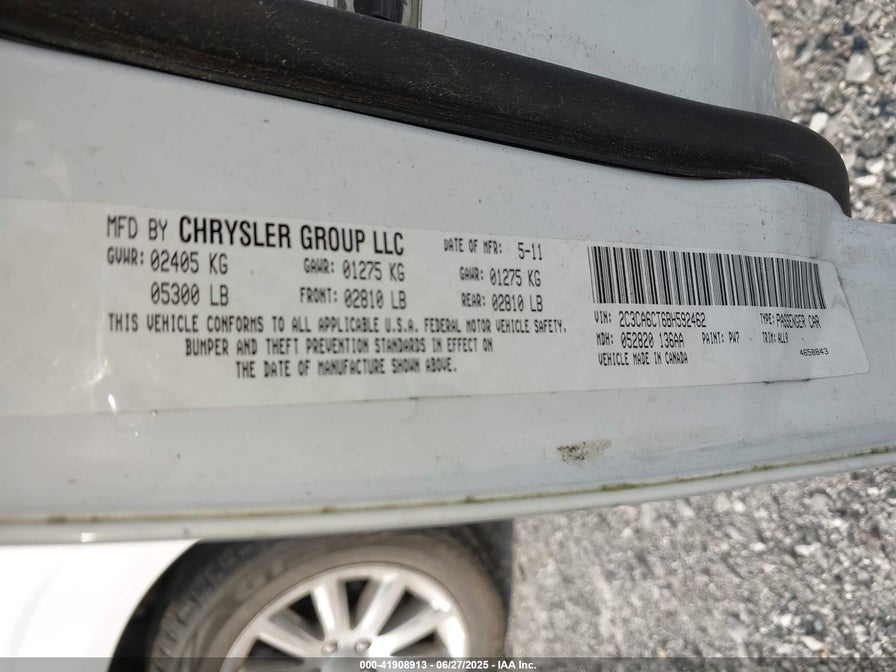 MFD BY CHRYSLER GROUP LLC DATE OF MFR: 5-11
GVWR: 02405 KG GAWR: 01275 KG GAWR: 01275 KG
05300 LB FRONT: 02810 LB REAR: 02810 LB
THIS VEHICLE CONFORMS TO ALL APPLICABLE U.S.A. FEDERAL MOTOR VEHICLE SAFETY,
BUMPER AND THEFT PREVENTION STANDARDS IN EFFECT ON
THE DATE OF MANUFACTURE SHOWN ABOVE.
VIN: 2C3CA6CT6BH592462 TYPE: PASSENGER CAR
MDH: 052820 136AA PAINT: PW7 TRIM: ALL9
VEHICLE MADE IN CANADA 4658843
000-41908913 - 06/27/2025 - IAA Inc.